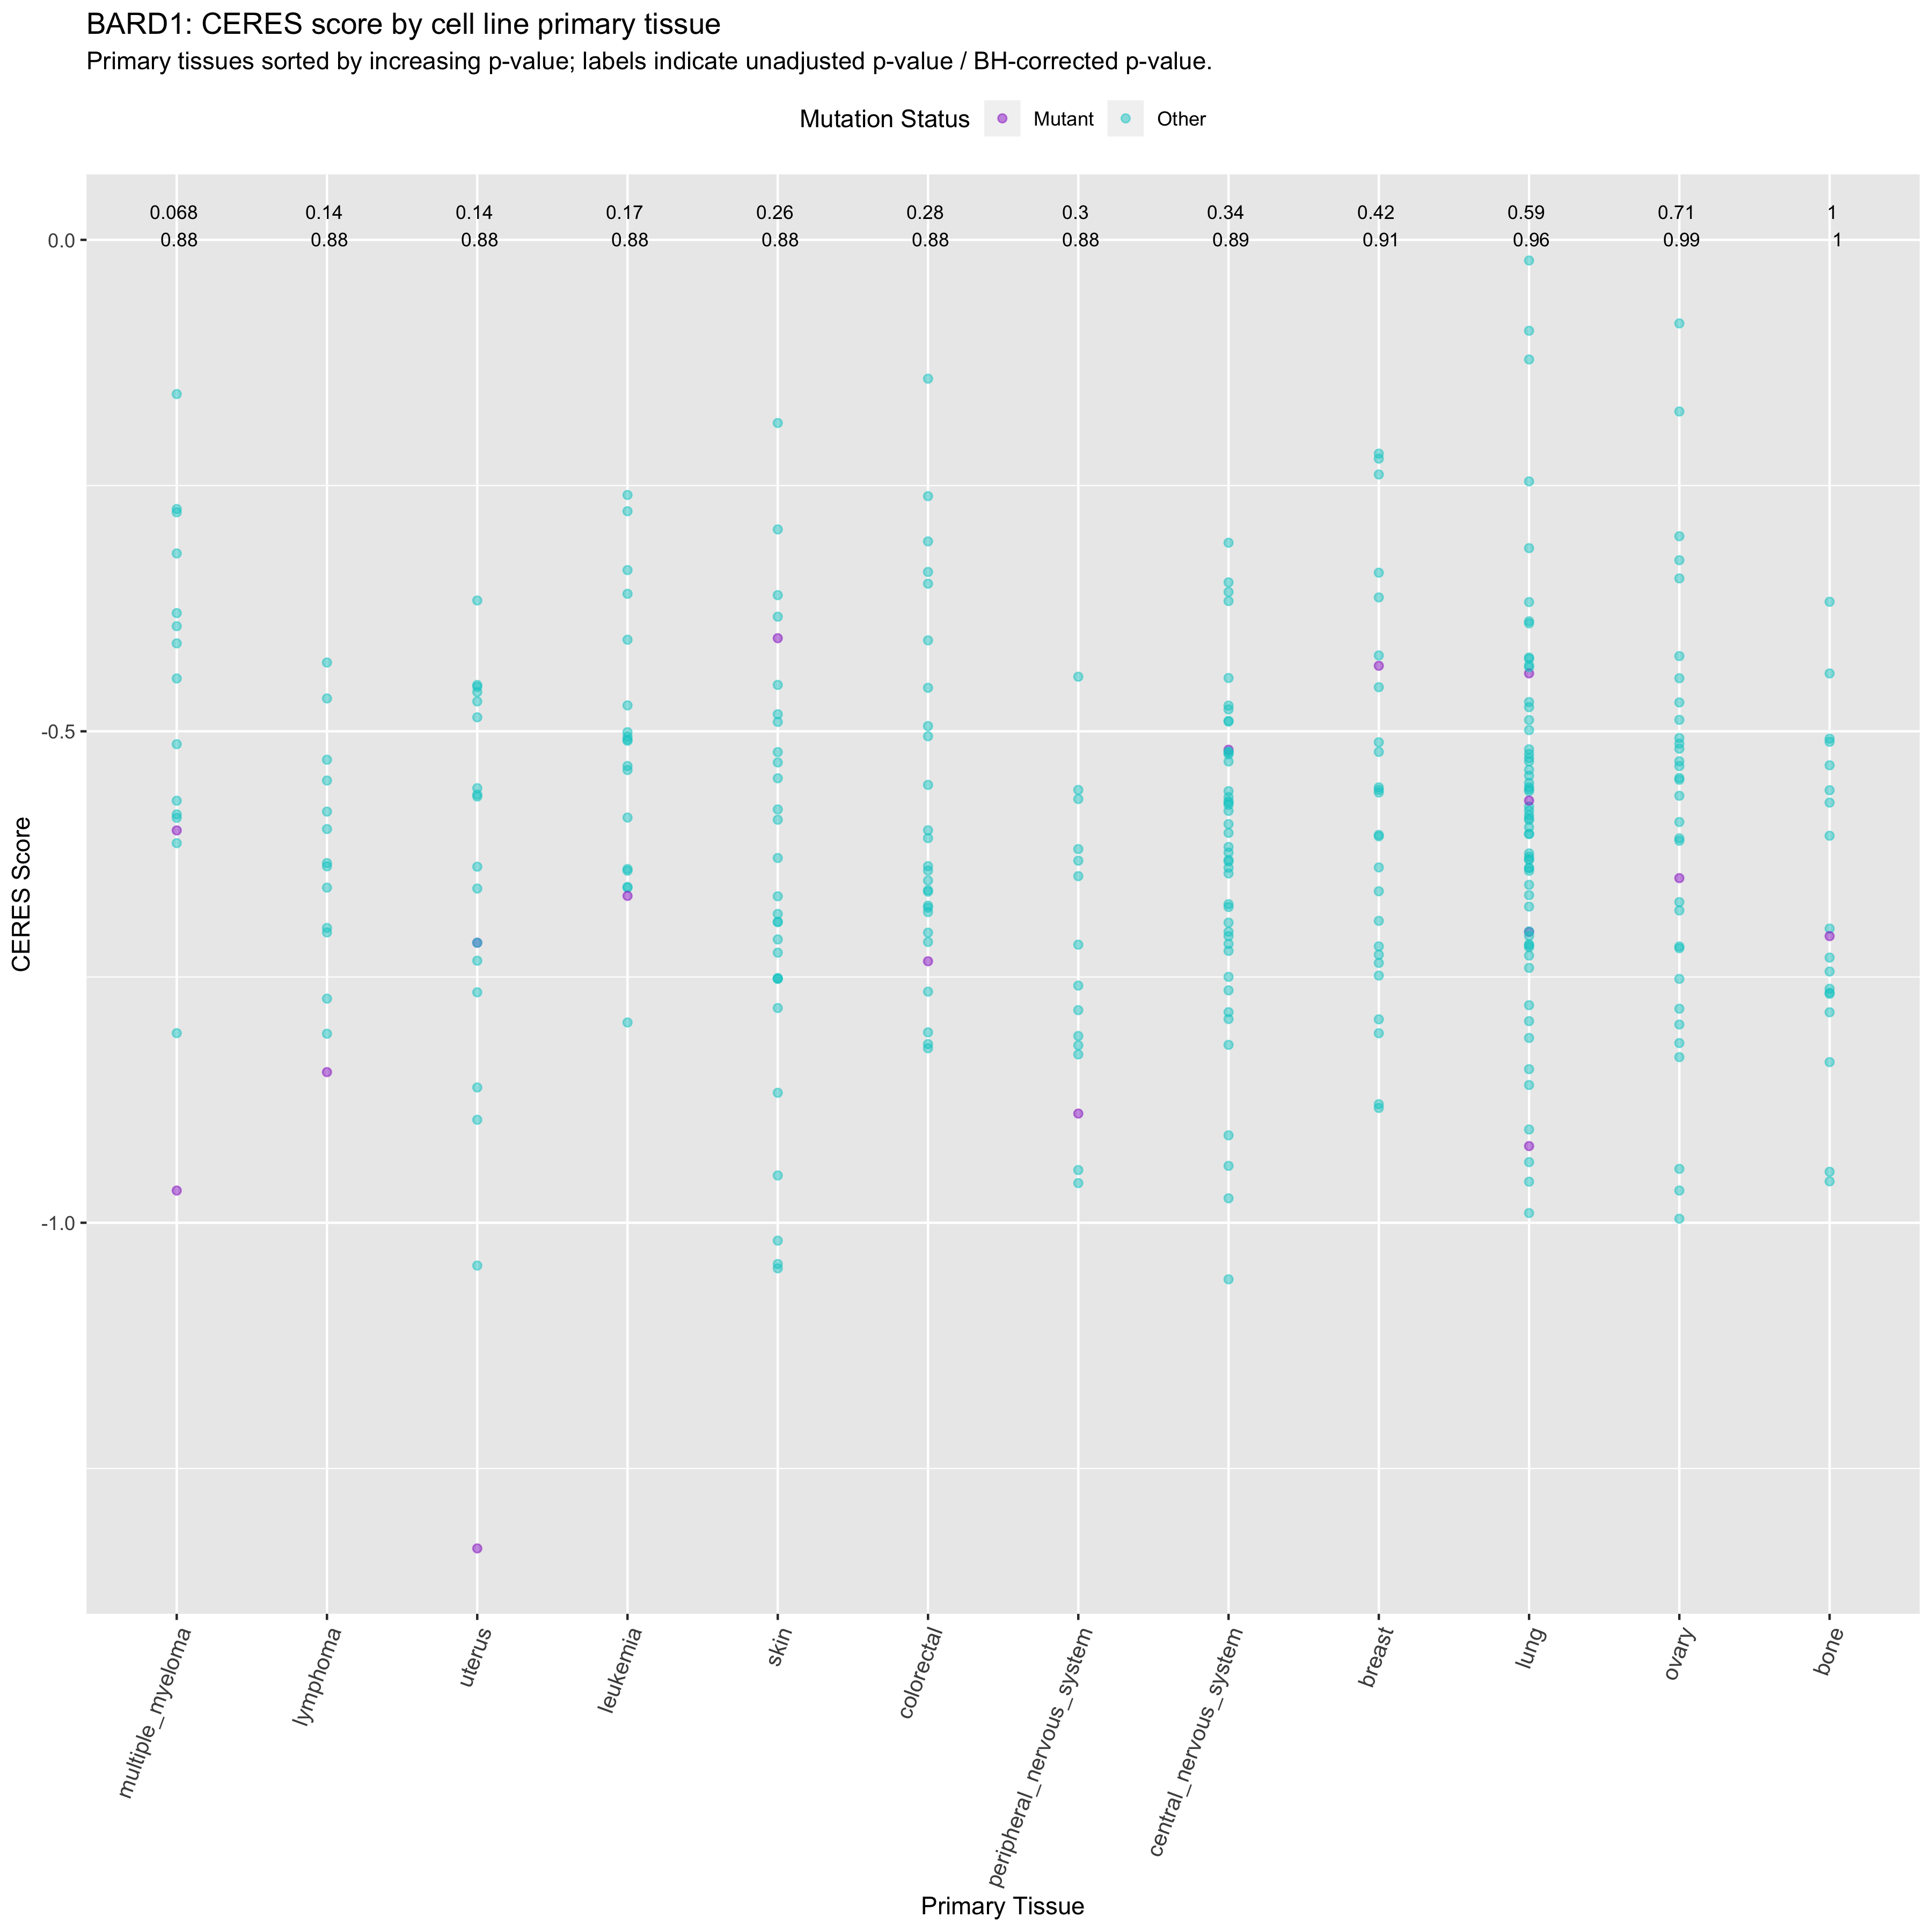 BARD1: CERES score by cell line primary tissue
Primary tissues sorted by increasing p-value; labels indicate unadjusted p-value / BH-corrected p-value.
Mutation Status Mutant Other
0.068 0.14 0.14 0.17 0.26 0.28 0.3 0.34 0.42 0.59 0.71 1
0.88 0.88 0.88 0.88 0.88 0.88 0.88 0.89 0.91 0.96 0.99 1
0.0
-0.5
-1.0
CERES Score
multiple_myeloma
lymphoma
uterus
leukemia
skin
colorectal
peripheral_nervous_system
central_nervous_system
breast
lung
ovary
bone
Primary Tissue